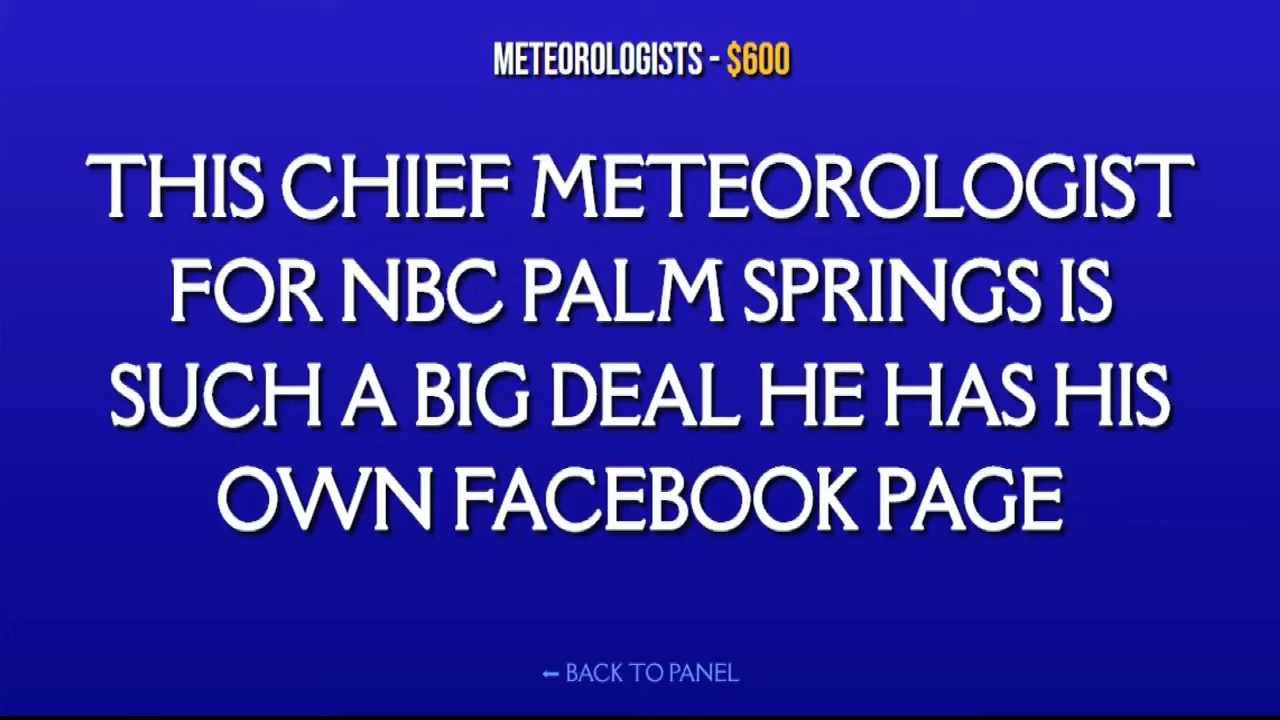 METEOROLOGISTS - $600
THIS CHIEF METEOROLOGIST
FOR NBC PALM SPRINGS IS
SUCH A BIG DEAL HE HAS HIS
OWN FACEBOOK PAGE
← BACK TO PANEL